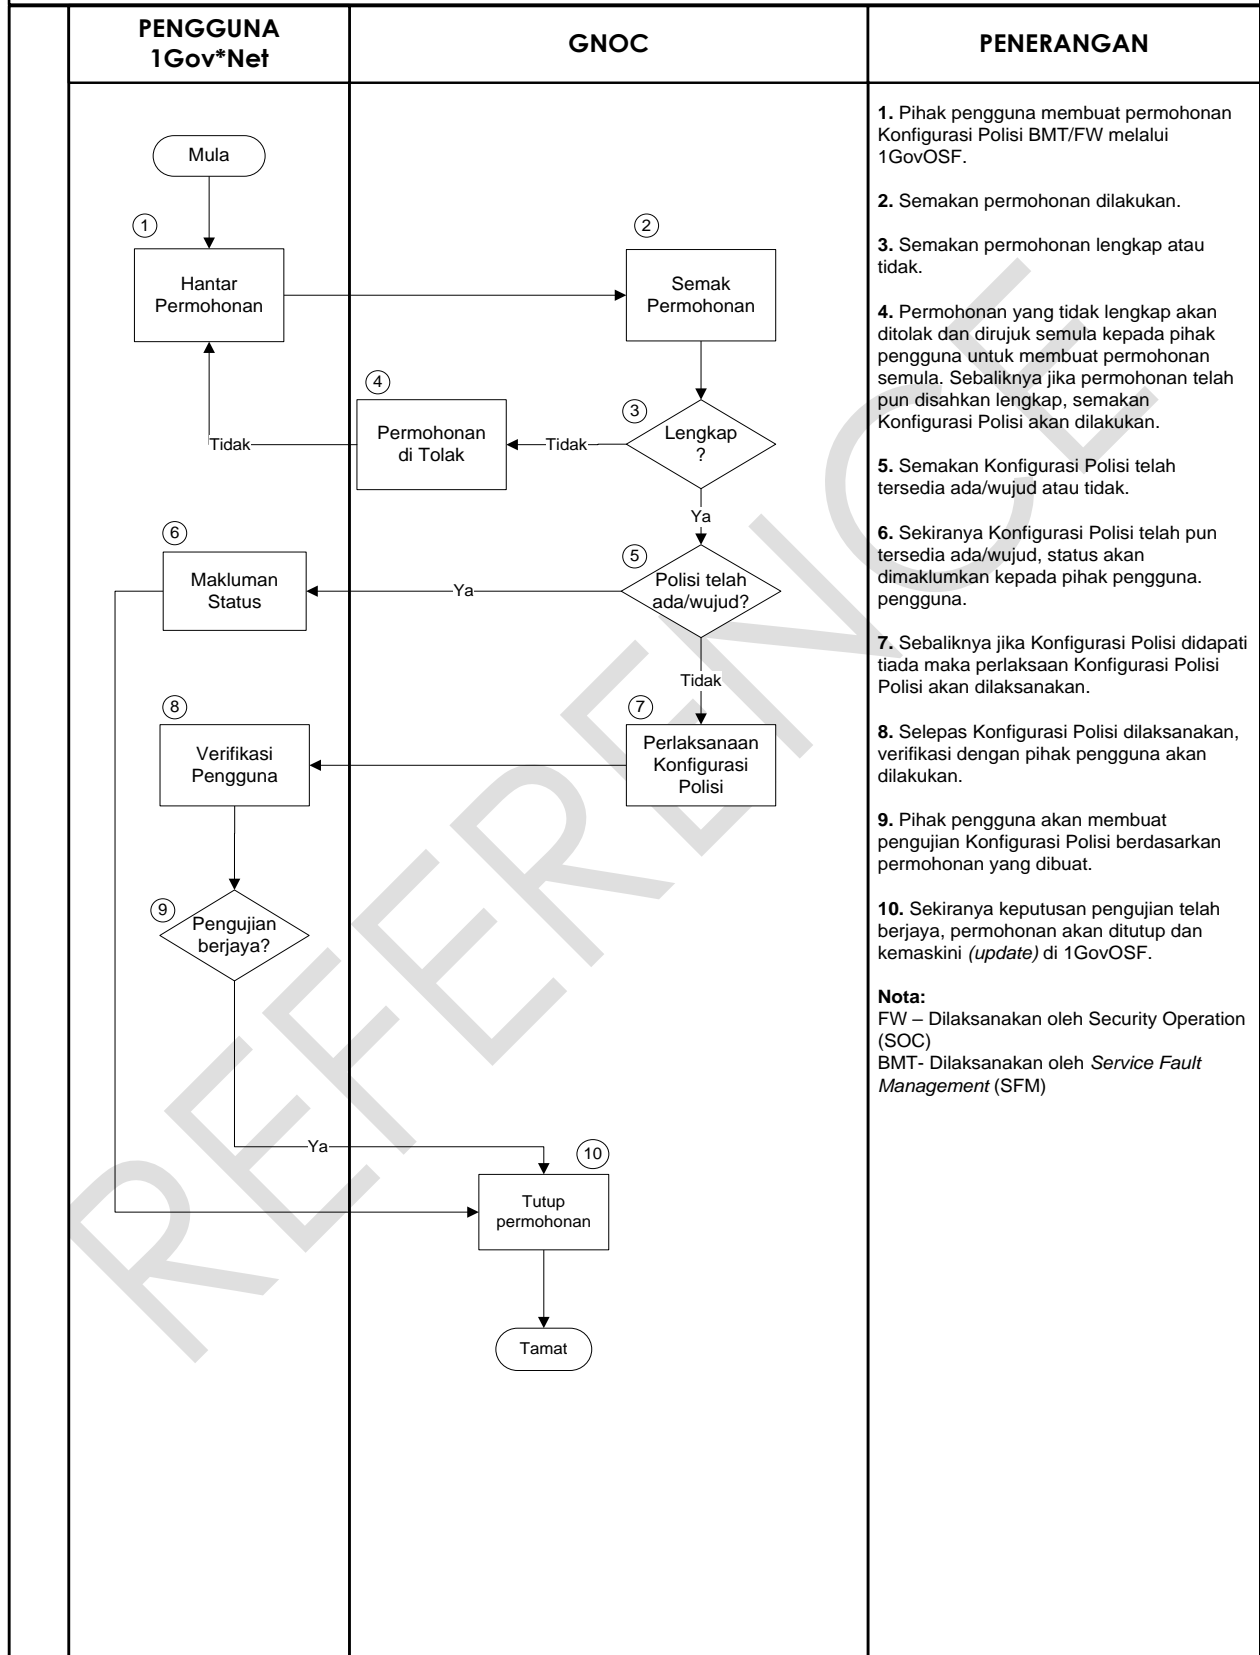 PENGGUNA
1Gov*Net
GNOC
PENERANGAN
Mula
1
Hantar
Permohonan
2
Semak
Permohonan
3
Lengkap
?
Tidak
4
Permohonan
di Tolak
Tidak
Ya
5
Polisi telah
ada/wujud?
Ya
6
Makluman
Status
Tidak
7
Perlaksanaan
Konfigurasi
Polisi
8
Verifikasi
Pengguna
9
Pengujian
berjaya?
Ya
10
Tutup
permohonan
Tamat
1. Pihak pengguna membuat permohonan
Konfigurasi Polisi BMT/FW melalui
1GovOSF.
2. Semakan permohonan dilakukan.
3. Semakan permohonan lengkap atau
tidak.
4. Permohonan yang tidak lengkap akan
ditolak dan dirujuk semula kepada pihak
pengguna untuk membuat permohonan
semula. Sebaliknya jika permohonan telah
pun disahkan lengkap, semakan
Konfigurasi Polisi akan dilakukan.
5. Semakan Konfigurasi Polisi telah
tersedia ada/wujud atau tidak.
6. Sekiranya Konfigurasi Polisi telah pun
tersedia ada/wujud, status akan
dimaklumkan kepada pihak pengguna.
pengguna.
7. Sebaliknya jika Konfigurasi Polisi didapati
tiada maka perlaksaan Konfigurasi Polisi
Polisi akan dilaksanakan.
8. Selepas Konfigurasi Polisi dilaksanakan,
verifikasi dengan pihak pengguna akan
dilakukan.
9. Pihak pengguna akan membuat
pengujian Konfigurasi Polisi berdasarkan
permohonan yang dibuat.
10. Sekiranya keputusan pengujian telah
berjaya, permohonan akan ditutup dan
kemaskini (update) di 1GovOSF.
Nota:
FW – Dilaksanakan oleh Security Operation
(SOC)
BMT- Dilaksanakan oleh Service Fault
Management (SFM)
REFERENCE